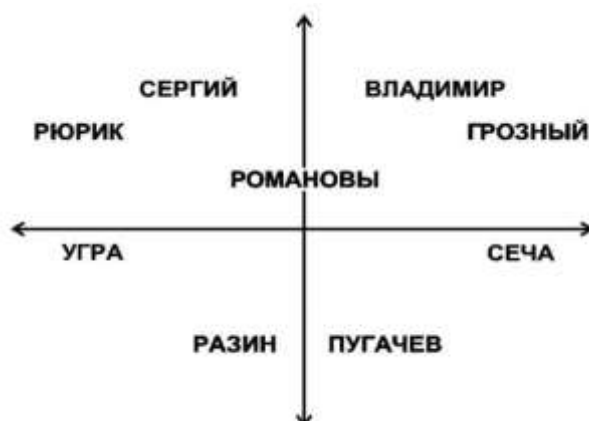 СЕРГИЙ ВЛАДИМИР
РЮРИК ГРОЗНЫЙ
РОМАНОВЫ
УГРА СЕЧА
РАЗИН ПУГАЧЕВ